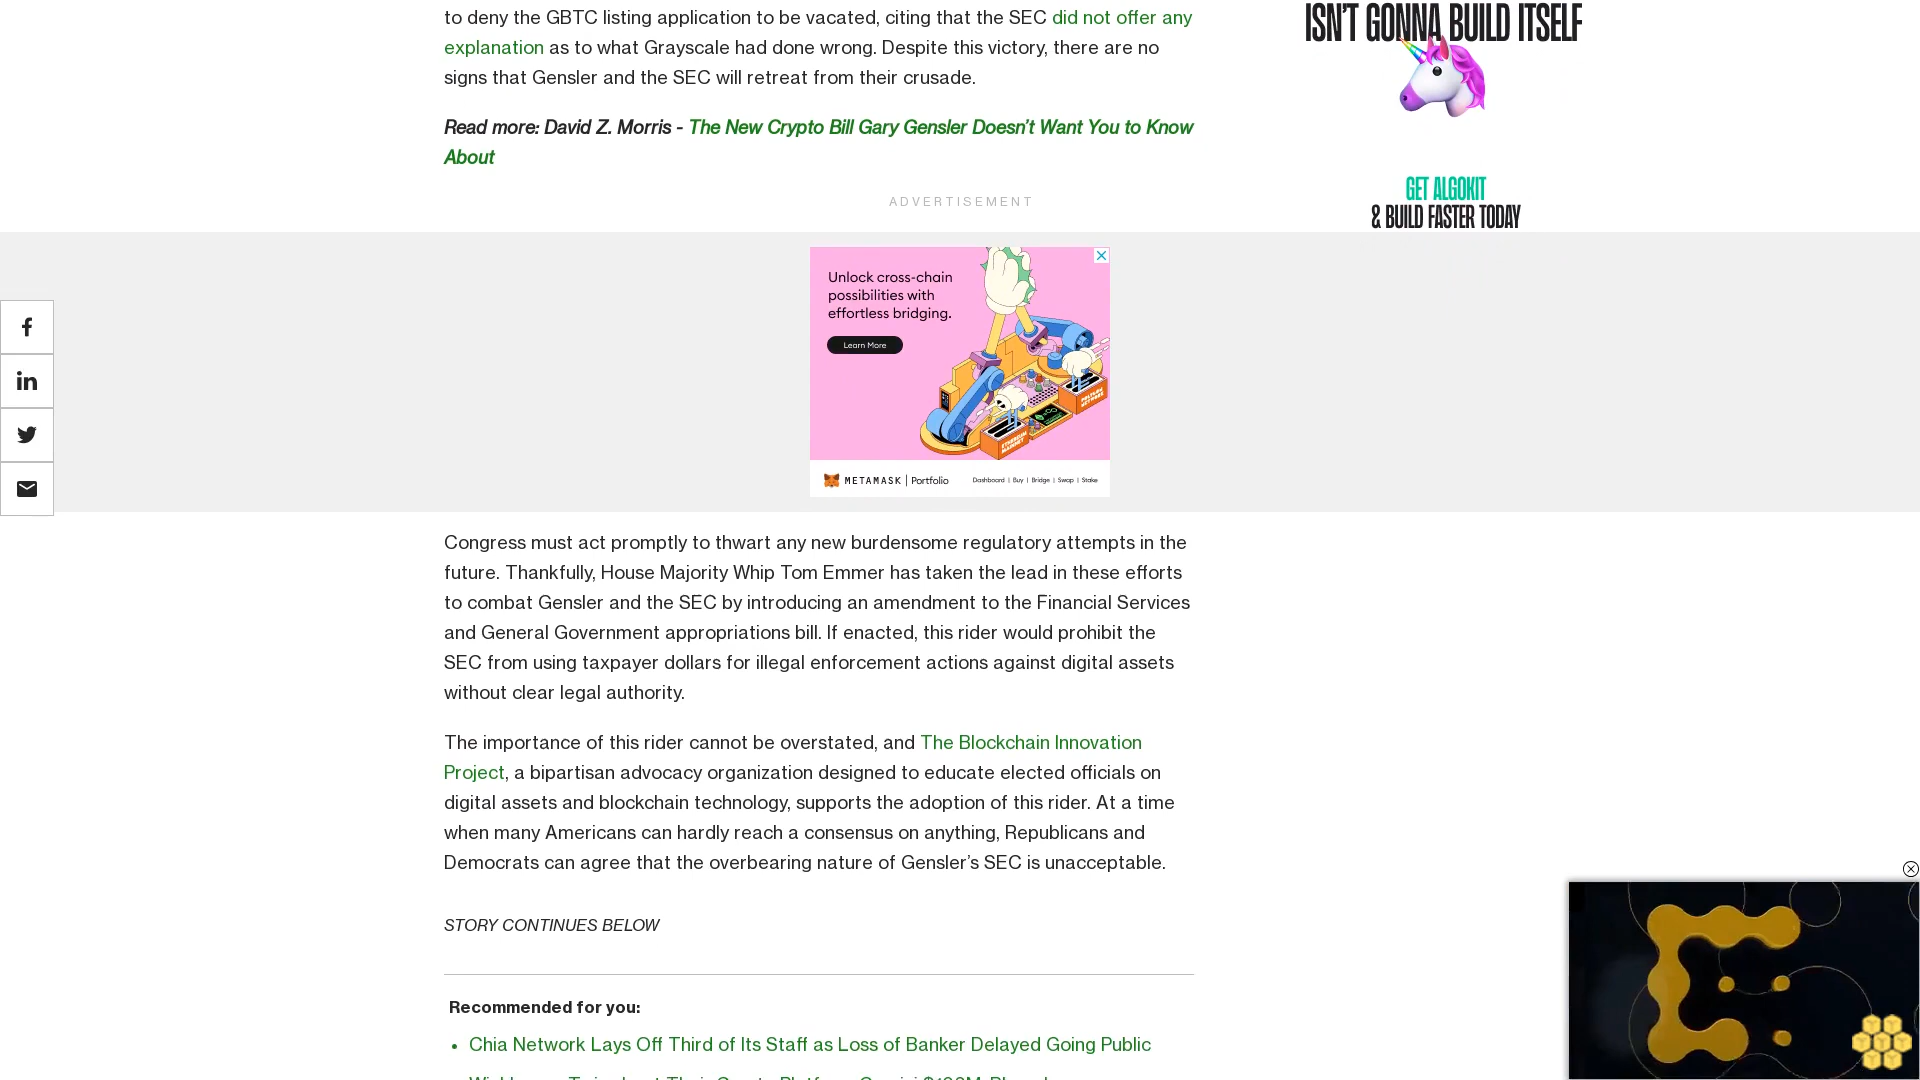 to deny the GBTC listing application to be vacated, citing that the SEC did not offer any
explanation as to what Grayscale had done wrong. Despite this victory, there are no
signs that Gensler and the SEC will retreat from their crusade.
Read more: David Z. Morris - The New Crypto Bill Gary Gensler Doesn’t Want You to Know
About
ISN'T GONNA BUILD ITSELF
GET ALGOKIT
& BUILD FASTER TODAY
ADVERTISEMENT
Unlock cross-chain
possibilities with
effortless bridging.
Learn More
METAMASK | Portfolio
Dashboard | Buy | Bridge | Swap | Stake
Congress must act promptly to thwart any new burdensome regulatory attempts in the
future. Thankfully, House Majority Whip Tom Emmer has taken the lead in these efforts
to combat Gensler and the SEC by introducing an amendment to the Financial Services
and General Government appropriations bill. If enacted, this rider would prohibit the
SEC from using taxpayer dollars for illegal enforcement actions against digital assets
without clear legal authority.
The importance of this rider cannot be overstated, and The Blockchain Innovation
Project, a bipartisan advocacy organization designed to educate elected officials on
digital assets and blockchain technology, supports the adoption of this rider. At a time
when many Americans can hardly reach a consensus on anything, Republicans and
Democrats can agree that the overbearing nature of Gensler’s SEC is unacceptable.
STORY CONTINUES BELOW
Recommended for you:
Chia Network Lays Off Third of Its Staff as Loss of Banker Delayed Going Public